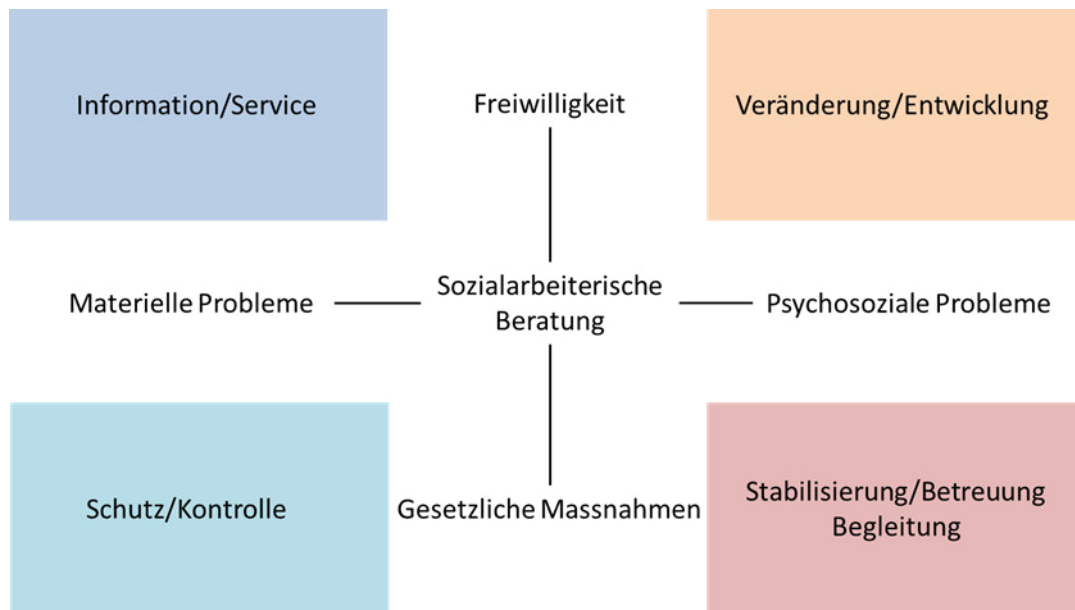 Information/Service
Freiwilligkeit
Veränderung/Entwicklung
Materielle Probleme
Sozialarbeiterische
Beratung
Psychosoziale Probleme
Schutz/Kontrolle
Gesetzliche Massnahmen
Stabilisierung/Betreuung
Begleitung